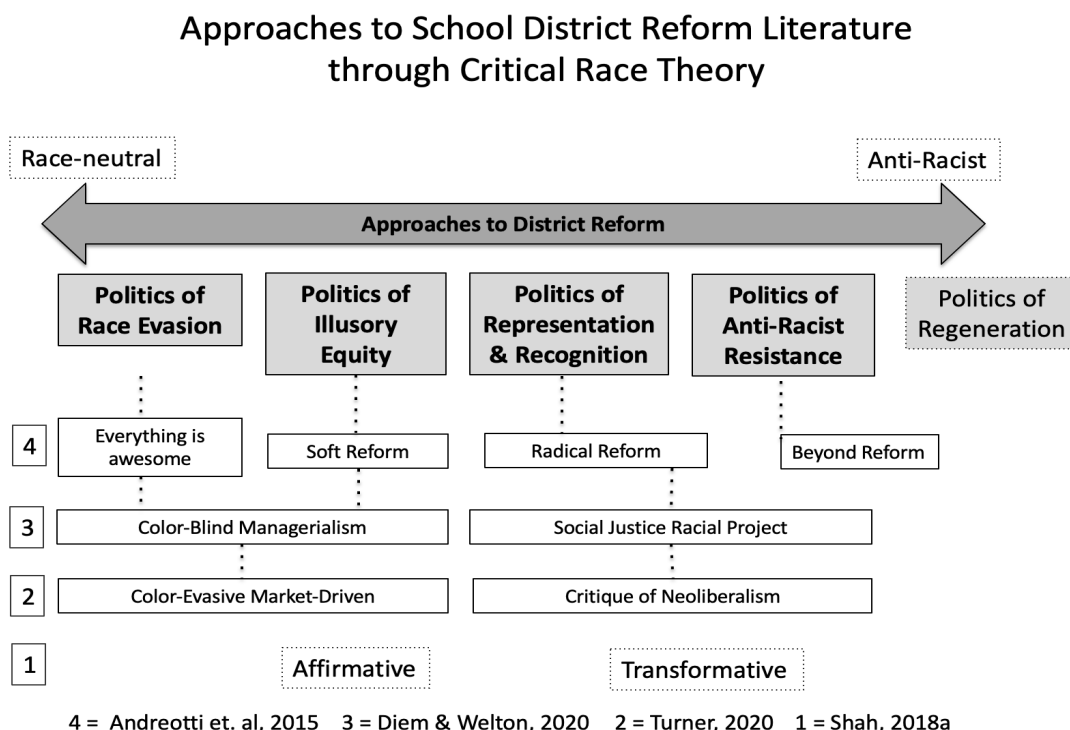 Approaches to School District Reform Literature
through Critical Race Theory
Race-neutral
Anti-Racist
Approaches to District Reform
Politics of
Race Evasion
Politics of
Illusory
Equity
Politics of
Representation
& Recognition
Politics of
Anti-Racist
Resistance
Politics of
Regeneration
4
Everything is
awesome
Soft Reform
Radical Reform
Beyond Reform
3
Color-Blind Managerialism
Social Justice Racial Project
2
Color-Evasive Market-Driven
Critique of Neoliberalism
1
Affirmative
Transformative
4 = Andreotti et. al, 2015 3 = Diem & Welton, 2020 2 = Turner, 2020 1 = Shah, 2018a